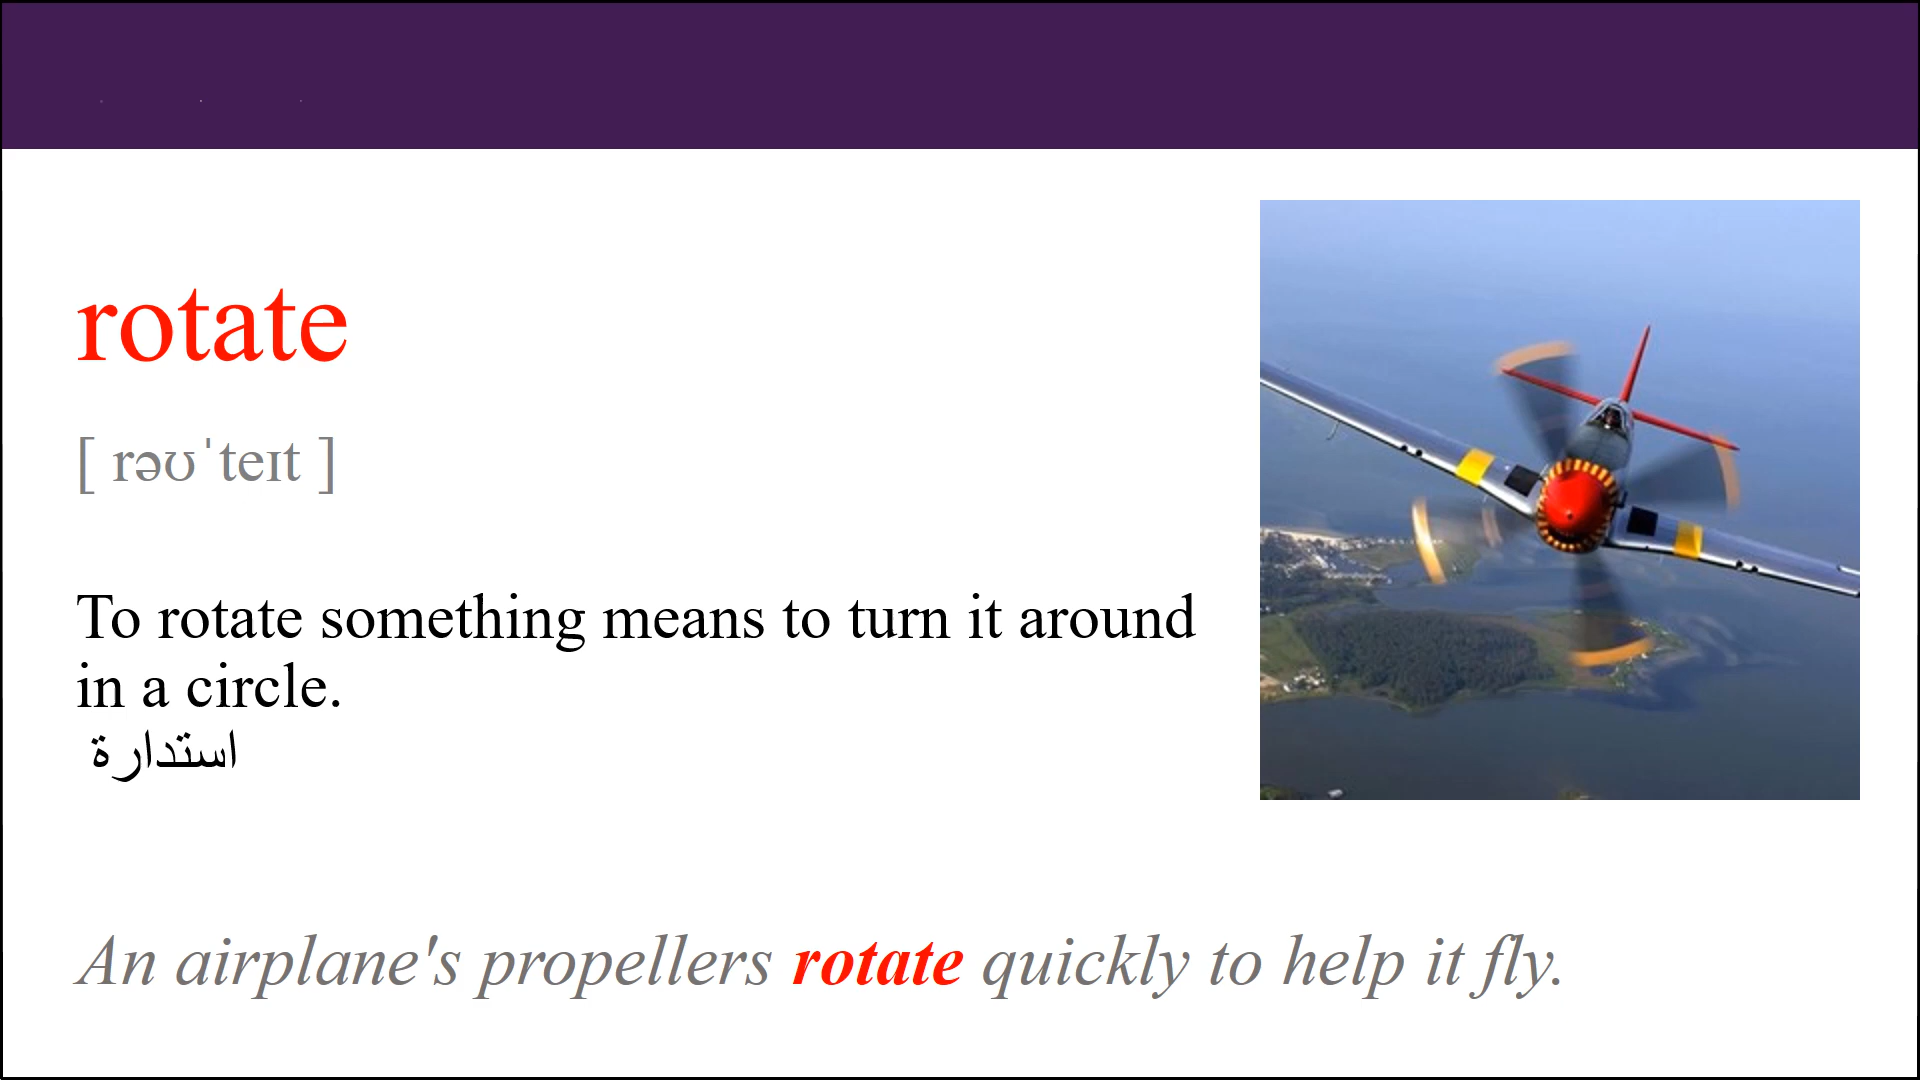 rotate
[ rəʊˈteɪt ]
To rotate something means to turn it around
in a circle.
استدارة
An airplane's propellers rotate quickly to help it fly.